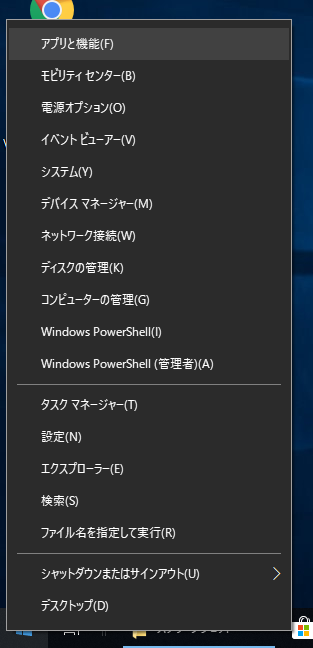 アプリと機能(F)
モビリティ センター(B)
電源オプション(O)
イベント ビューアー(V)
システム(Y)
デバイス マネージャー(M)
ネットワーク接続(W)
ディスクの管理(K)
コンピューターの管理(G)
Windows PowerShell(I)
Windows PowerShell (管理者)(A)
タスク マネージャー(T)
設定(N)
エクスプローラー(E)
検索(S)
ファイル名を指定して実行(R)
シャットダウンまたはサインアウト(U)
デスクトップ(D)